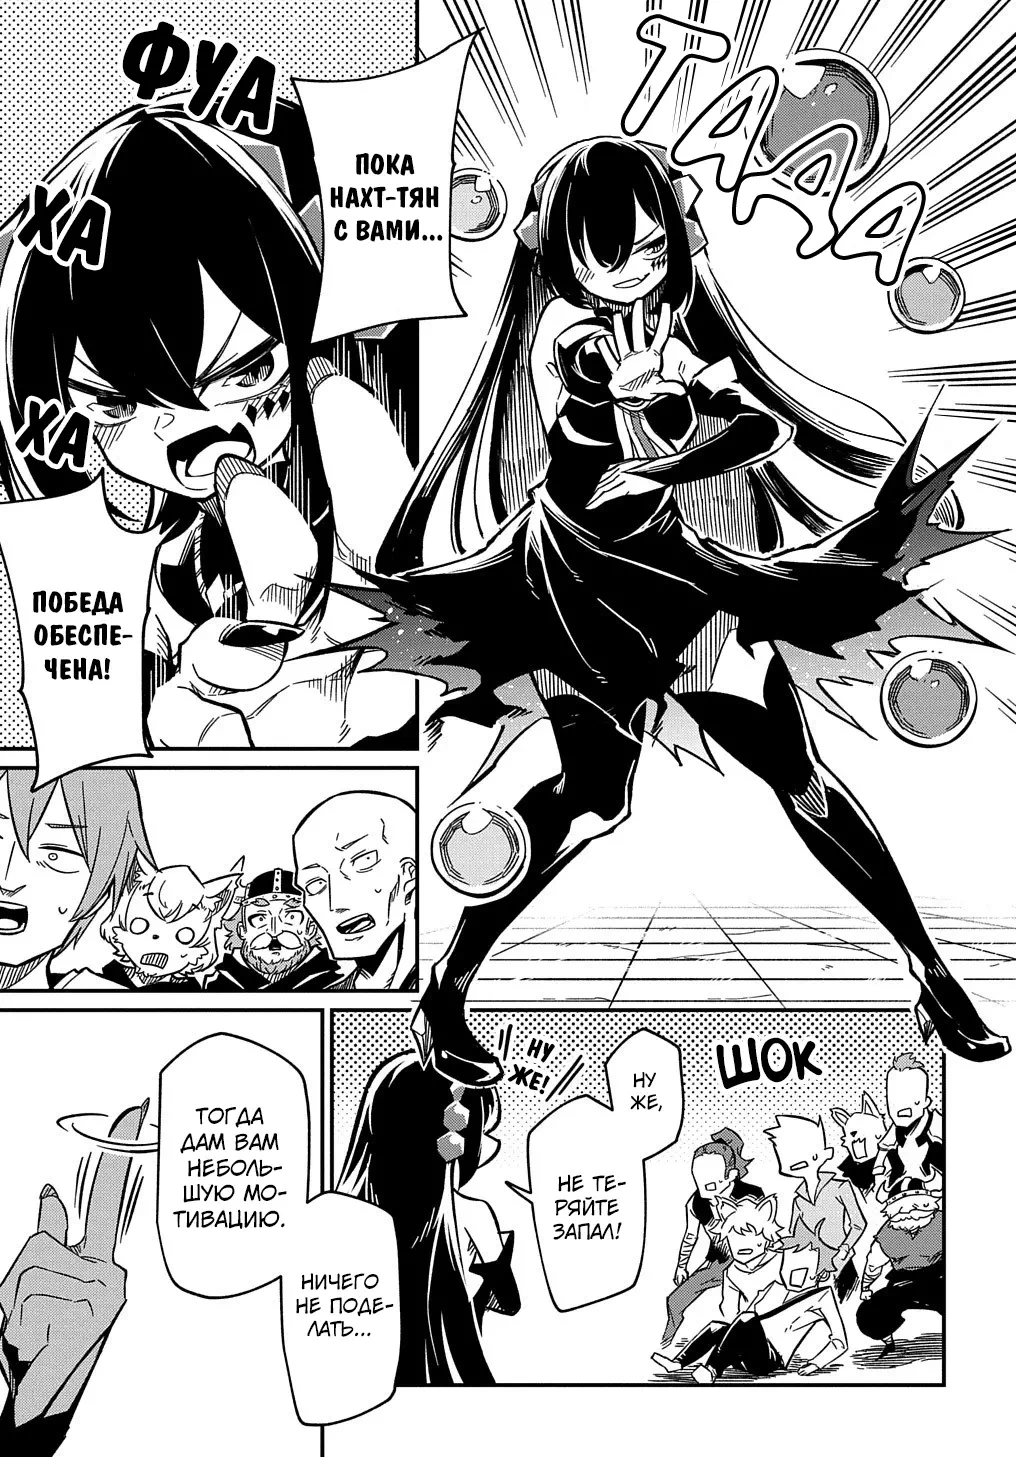 ТАДАА
ПОКА
НАХТ-ТЯН
С ВАМИ...
ФУА
ХА
ХА
ПОБЕДА
ОБЕСПЕ-
ЧЕНА!
ШОК
НУ
ЖЕ,
НЕ ТЕ-
РЯЙТЕ
ЗАПАЛ!
НУ
ЖЕ!
НИЧЕГО
НЕ ПОДЕ-
ЛАТЬ...
ТОГДА
ДАМ ВАМ
НЕБОЛЬ-
ШУЮ МО-
ТИВАЦИЮ.